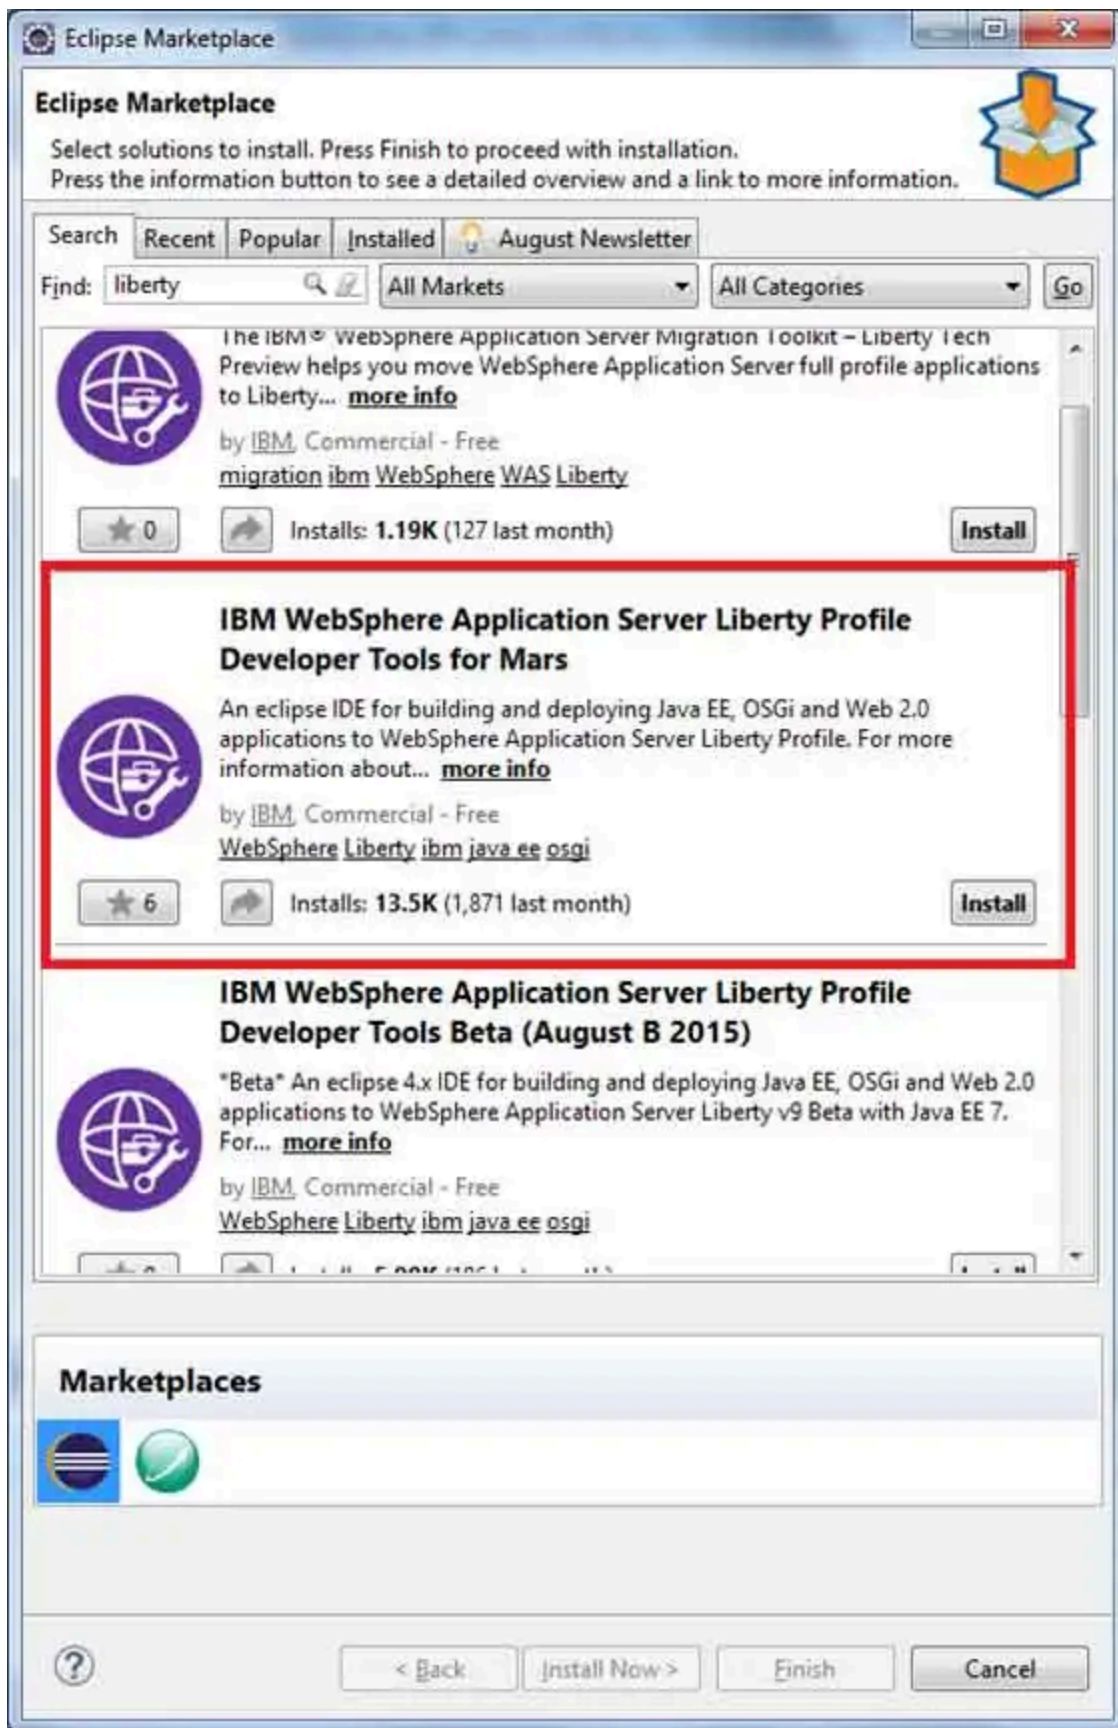 Eclipse Marketplace
Eclipse Marketplace
Select solutions to install. Press Finish to proceed with installation.
Press the information button to see a detailed overview and a link to more information.
Search Recent Popular Installed August Newsletter
Find: liberty All Markets All Categories Go
The IBM® WebSphere Application Server Migration Toolkit – Liberty Tech
Preview helps you move WebSphere Application Server full profile applications
to Liberty... more info
by IBM, Commercial - Free
migration ibm WebSphere WAS Liberty
0 Installs: 1.19K (127 last month) Install
IBM WebSphere Application Server Liberty Profile
Developer Tools for Mars
An eclipse IDE for building and deploying Java EE, OSGi and Web 2.0
applications to WebSphere Application Server Liberty Profile. For more
information about... more info
by IBM, Commercial - Free
WebSphere Liberty ibm java ee osgi
6 Installs: 13.5K (1,871 last month) Install
IBM WebSphere Application Server Liberty Profile
Developer Tools Beta (August B 2015)
*Beta* An eclipse 4.x IDE for building and deploying Java EE, OSGi and Web 2.0
applications to WebSphere Application Server Liberty v9 Beta with Java EE 7.
For... more info
by IBM, Commercial - Free
WebSphere Liberty ibm java ee osgi
Marketplaces
? < Back Install Now > Finish Cancel